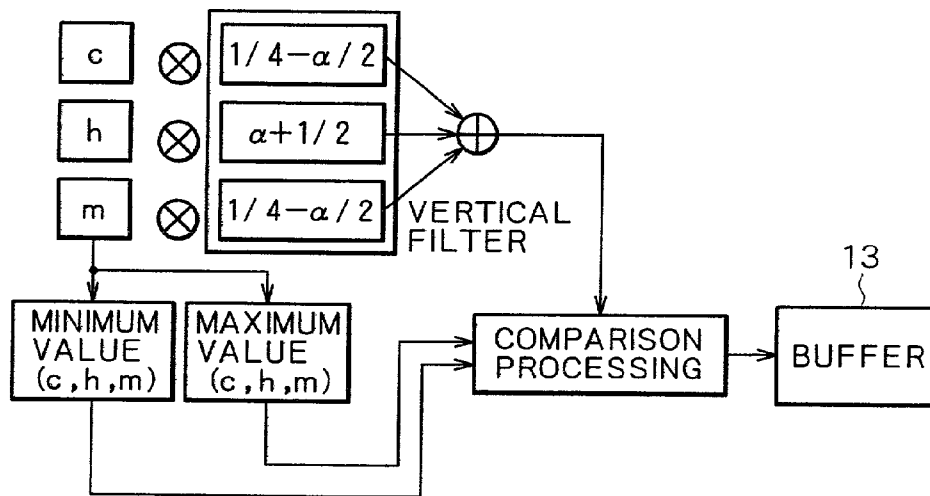 c
1/4-α/2
h
α+1/2
m
1/4-α/2
VERTICAL
FILTER
13
MINIMUM
VALUE
(c,h,m)
MAXIMUM
VALUE
(c,h,m)
COMPARISON
PROCESSING
BUFFER